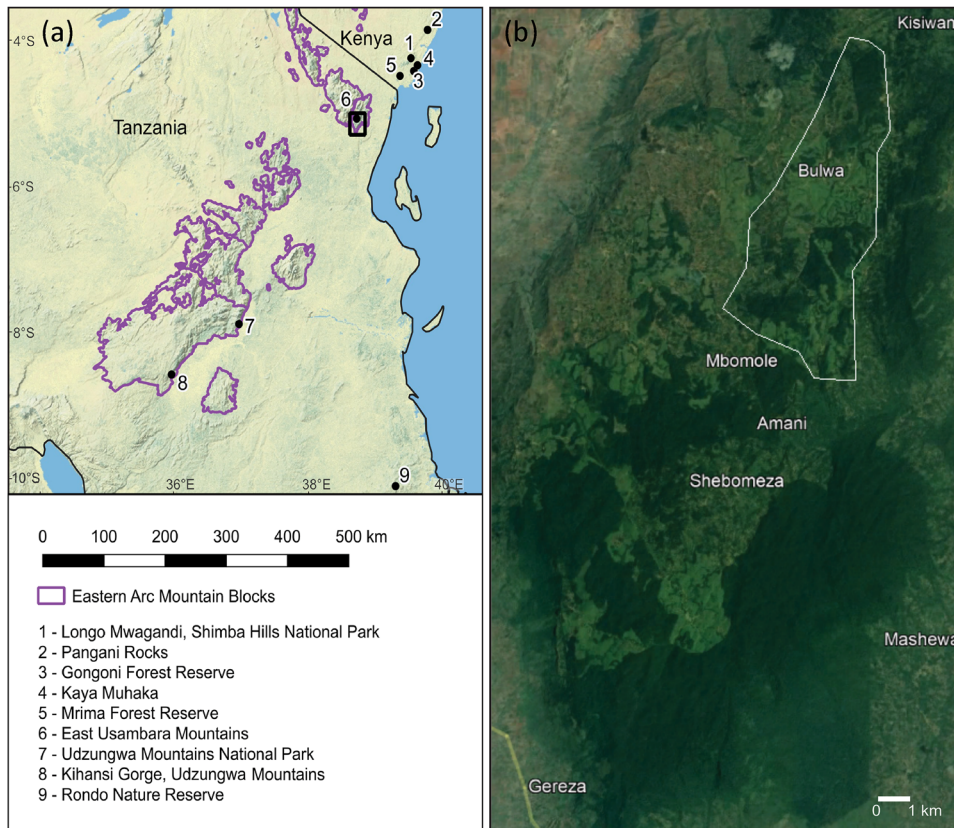 (a)
Kenya
2
4°S
1
4
5
3
6
Tanzania
6°S
8°S
7
8
9
10°S
36°E
38°E
40°E
0 100 200 300 400 500 km
Eastern Arc Mountain Blocks
1 - Longo Mwagandi, Shimba Hills National Park
2 - Pangani Rocks
3 - Gongoni Forest Reserve
4 - Kaya Muhaka
5 - Mrima Forest Reserve
6 - East Usambara Mountains
7 - Udzungwa Mountains National Park
8 - Kihansi Gorge, Udzungwa Mountains
9 - Rondo Nature Reserve
(b)
Kisiwan
Bulwa
Mbomole
Amani
Shebomeza
Mashewa
Gereza
0 1 km